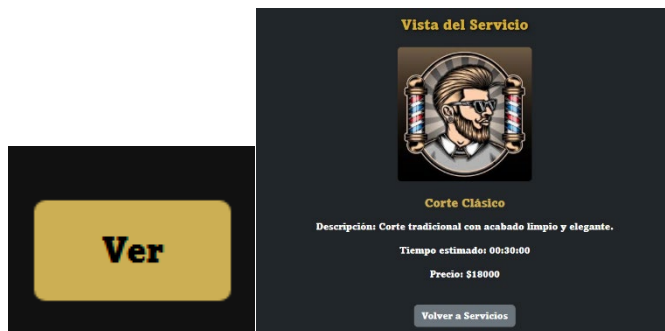 Ver
Vista del Servicio
Corte Clásico
Descripción: Corte tradicional con acabado limpio y elegante.
Tiempo estimado: 00:30:00
Precio: $18000
Volver a Servicios